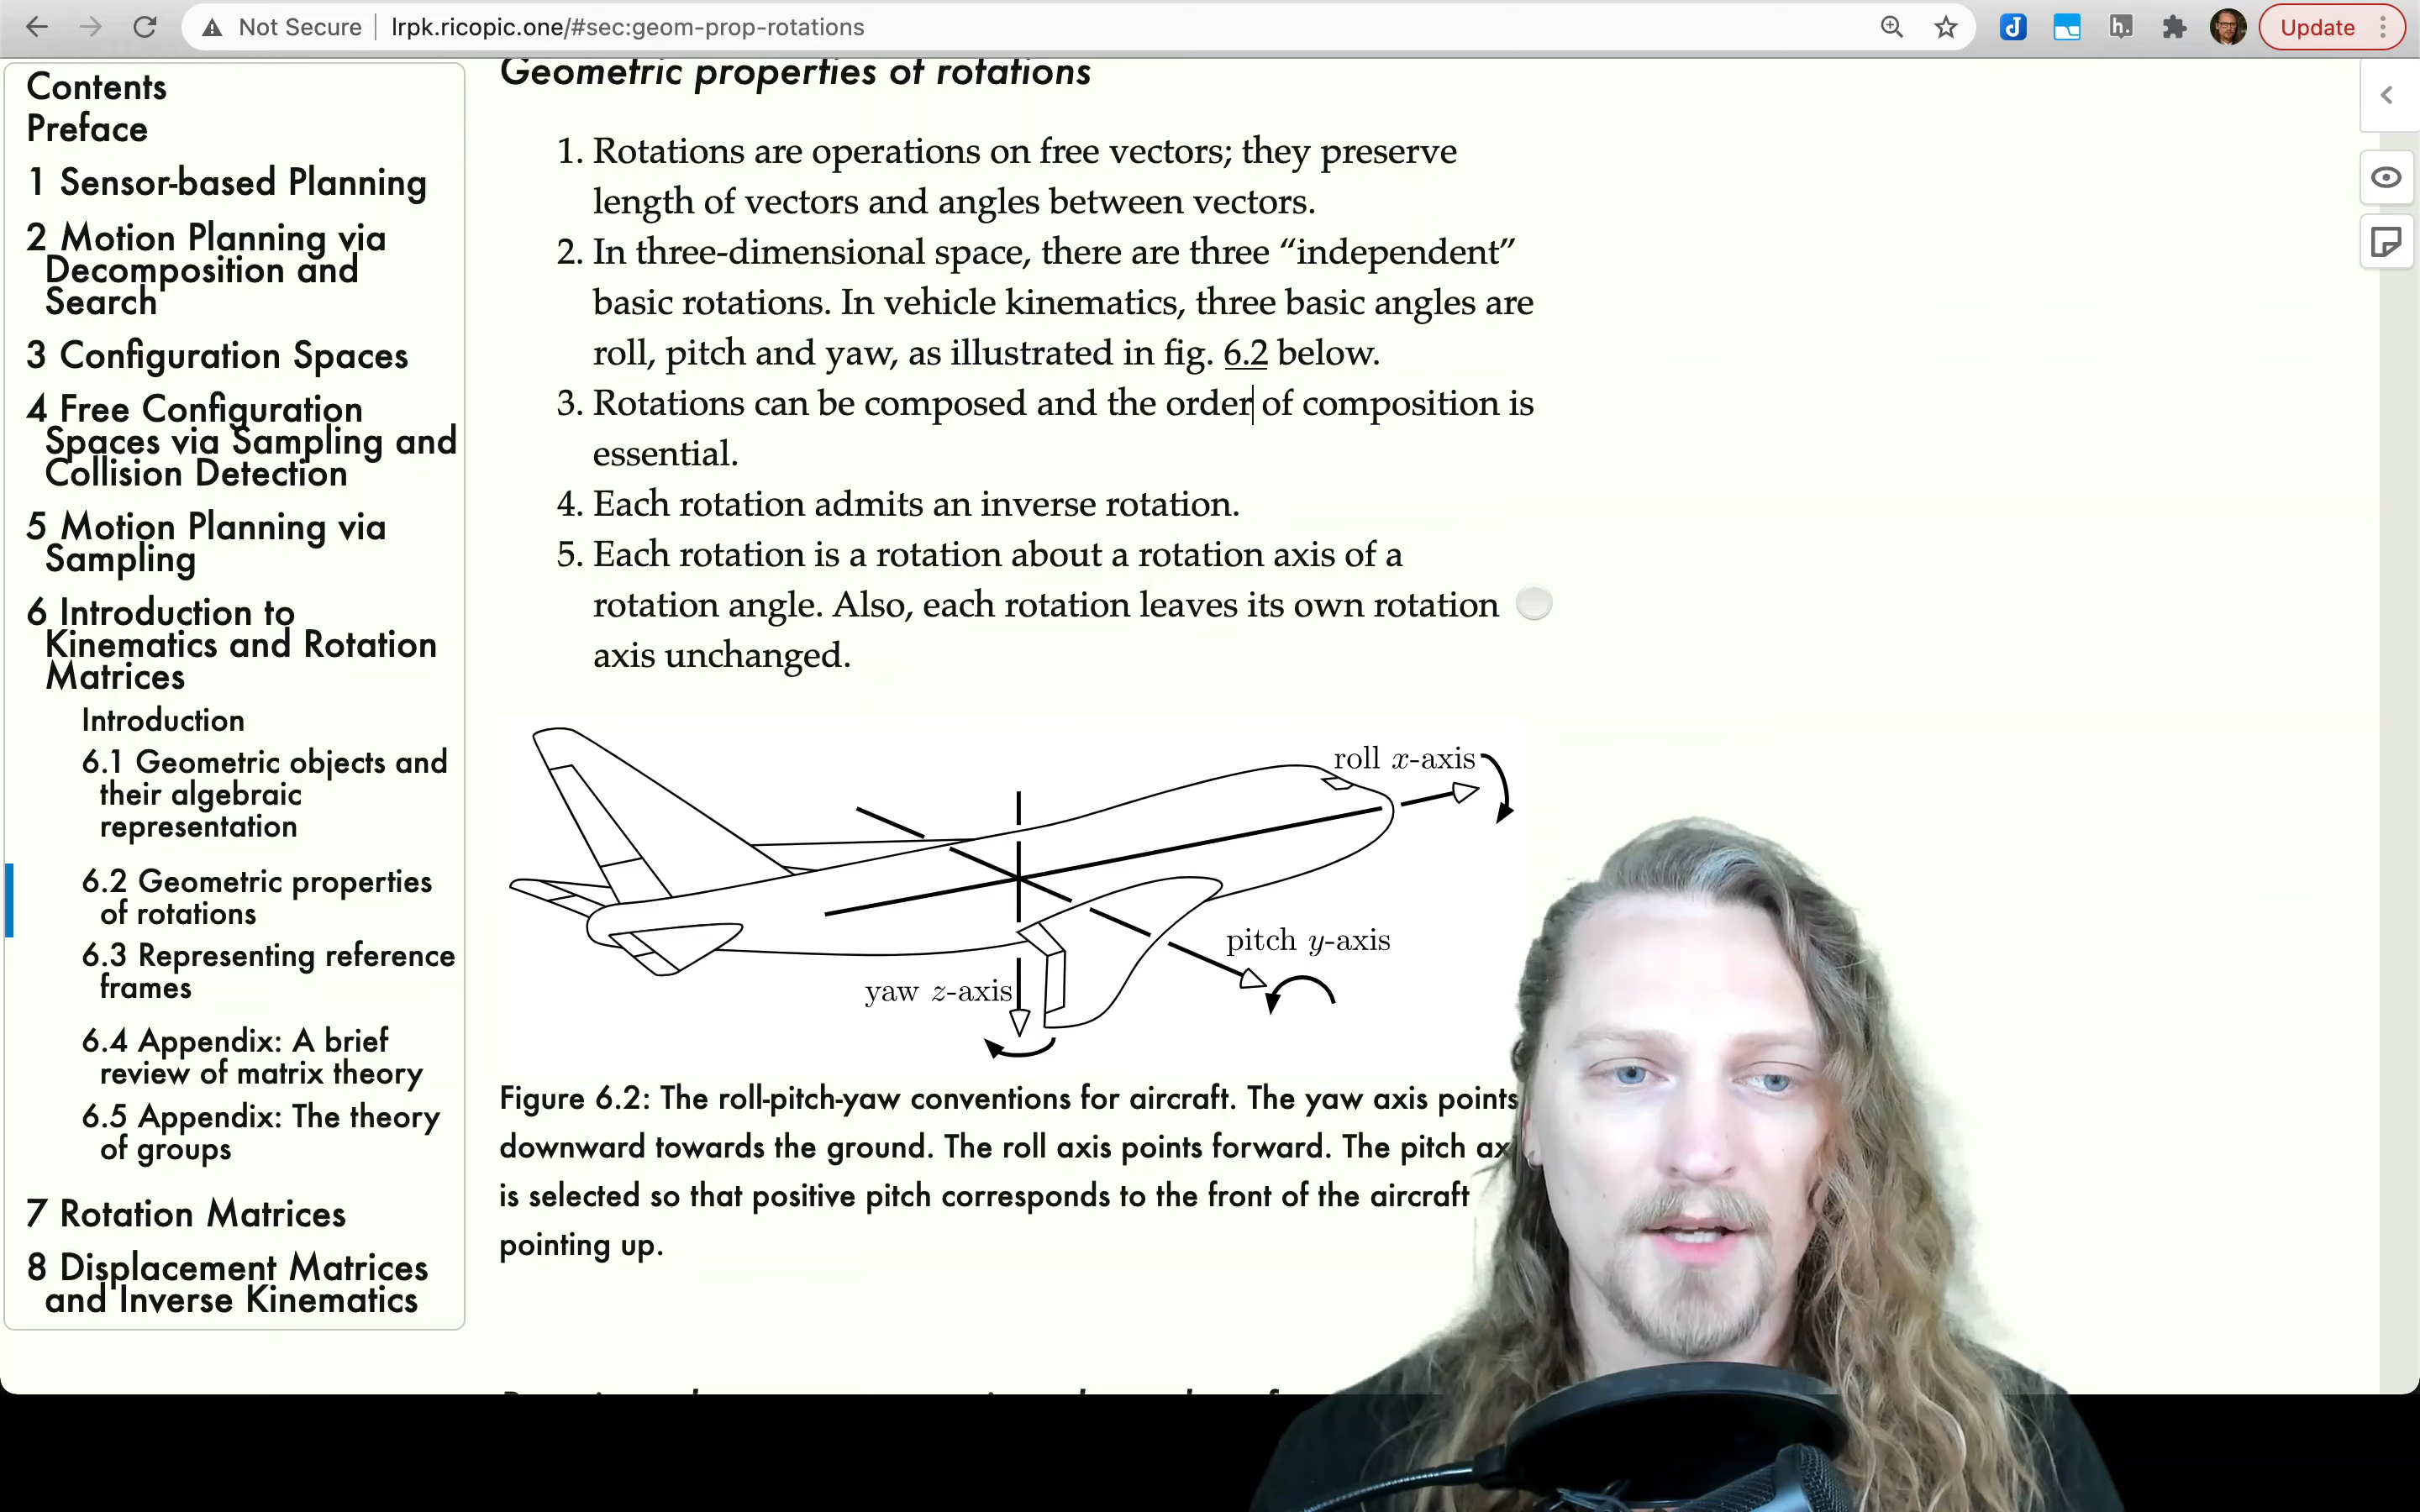 Not Secure
lrpk.ricopic.one/#sec:geom-prop-rotations
h.
Update
Contents
Preface
1 Sensor-based Planning
2 Motion Planning via
Decomposition and
Search
3 Configuration Spaces
4 Free Configuration
Spaces via Sampling and
Collision Detection
5 Motion Planning via
Sampling
6 Introduction to
Kinematics and Rotation
Matrices
Introduction
6.1 Geometric objects and
their algebraic
representation
6.2 Geometric properties
of rotations
6.3 Representing reference
frames
6.4 Appendix: A brief
review of matrix theory
6.5 Appendix: The theory
of groups
7 Rotation Matrices
8 Displacement Matrices
and Inverse Kinematics
Geometric properties of rotations
1. Rotations are operations on free vectors; they preserve
length of vectors and angles between vectors.
2. In three-dimensional space, there are three “independent”
basic rotations. In vehicle kinematics, three basic angles are
roll, pitch and yaw, as illustrated in fig. 6.2 below.
3. Rotations can be composed and the order of composition is
essential.
4. Each rotation admits an inverse rotation.
5. Each rotation is a rotation about a rotation axis of a
rotation angle. Also, each rotation leaves its own rotation
axis unchanged.
roll x-axis
pitch y-axis
yaw z-axis
Figure 6.2: The roll-pitch-yaw conventions for aircraft. The yaw axis points
downward towards the ground. The roll axis points forward. The pitch ax
is selected so that positive pitch corresponds to the front of the aircraft
pointing up.